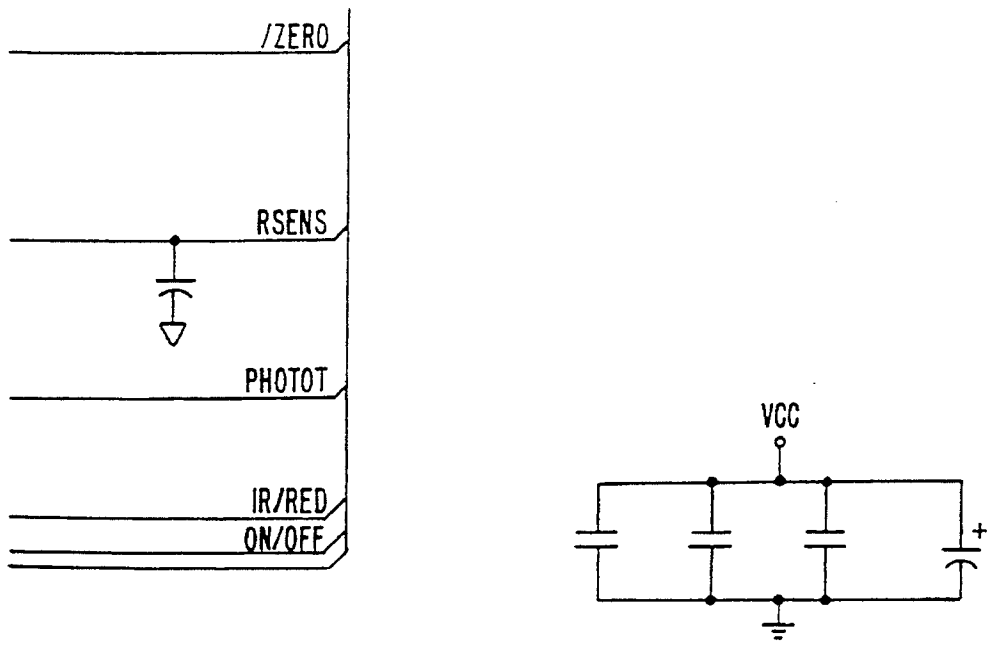 /ZERO
RSENS
PHOTOT
VCC
IR/RED
ON/OFF
+